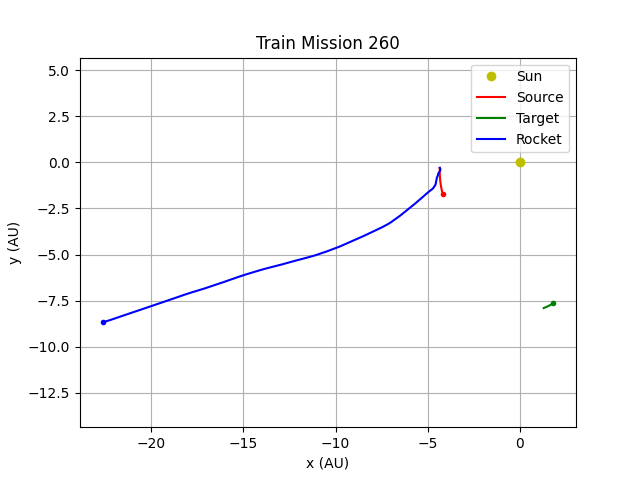 Train Mission 260
Sun
Source
Target
Rocket
5.0
2.5
0.0
−2.5
−5.0
−7.5
−10.0
−12.5
y (AU)
−20
−15
−10
−5
0
x (AU)